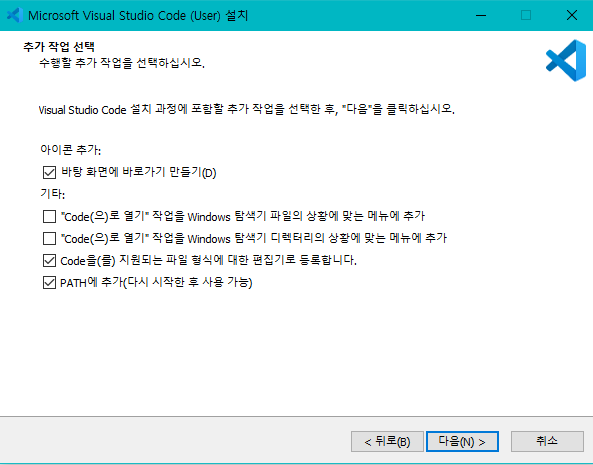 Microsoft Visual Studio Code (User) 설치
추가 작업 선택
수행할 추가 작업을 선택하십시오.
Visual Studio Code 설치 과정에 포함할 추가 작업을 선택한 후, "다음"을 클릭하십시오.
아이콘 추가:
바탕 화면에 바로가기 만들기(D)
기타:
"Code(으)로 열기" 작업을 Windows 탐색기 파일의 상황에 맞는 메뉴에 추가
"Code(으)로 열기" 작업을 Windows 탐색기 디렉터리의 상황에 맞는 메뉴에 추가
Code을(를) 지원되는 파일 형식에 대한 편집기로 등록합니다.
PATH에 추가(다시 시작한 후 사용 가능)
< 뒤로(B) 다음(N) > 취소